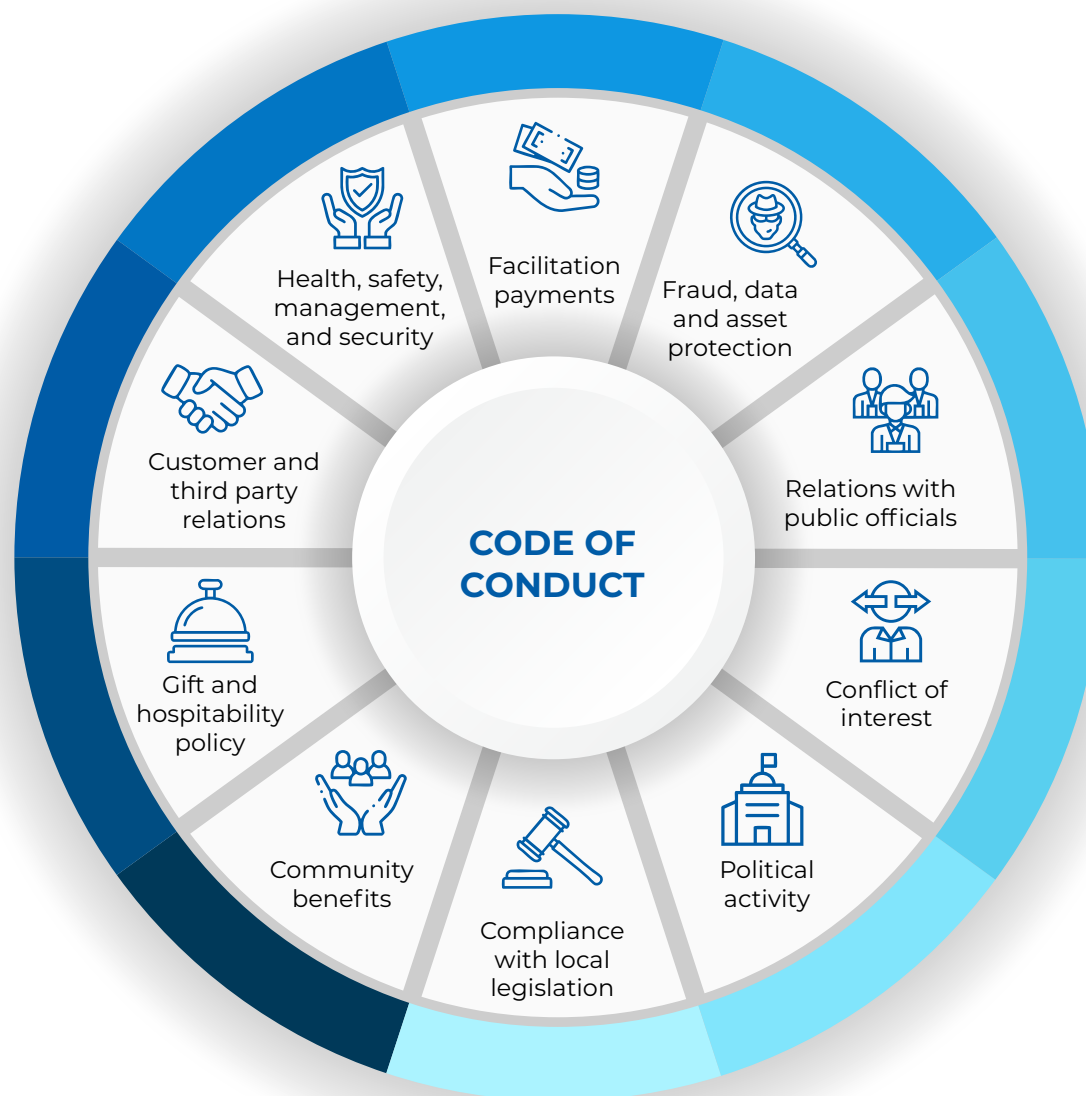 Facilitation
payments
Fraud, data
and asset
protection
Relations with
public officials
Conflict of
interest
Political
activity
Compliance
with local
legislation
Community
benefits
Gift and
hospitability
policy
Customer and
third party
relations
Health, safety,
management,
and security
CODE OF
CONDUCT